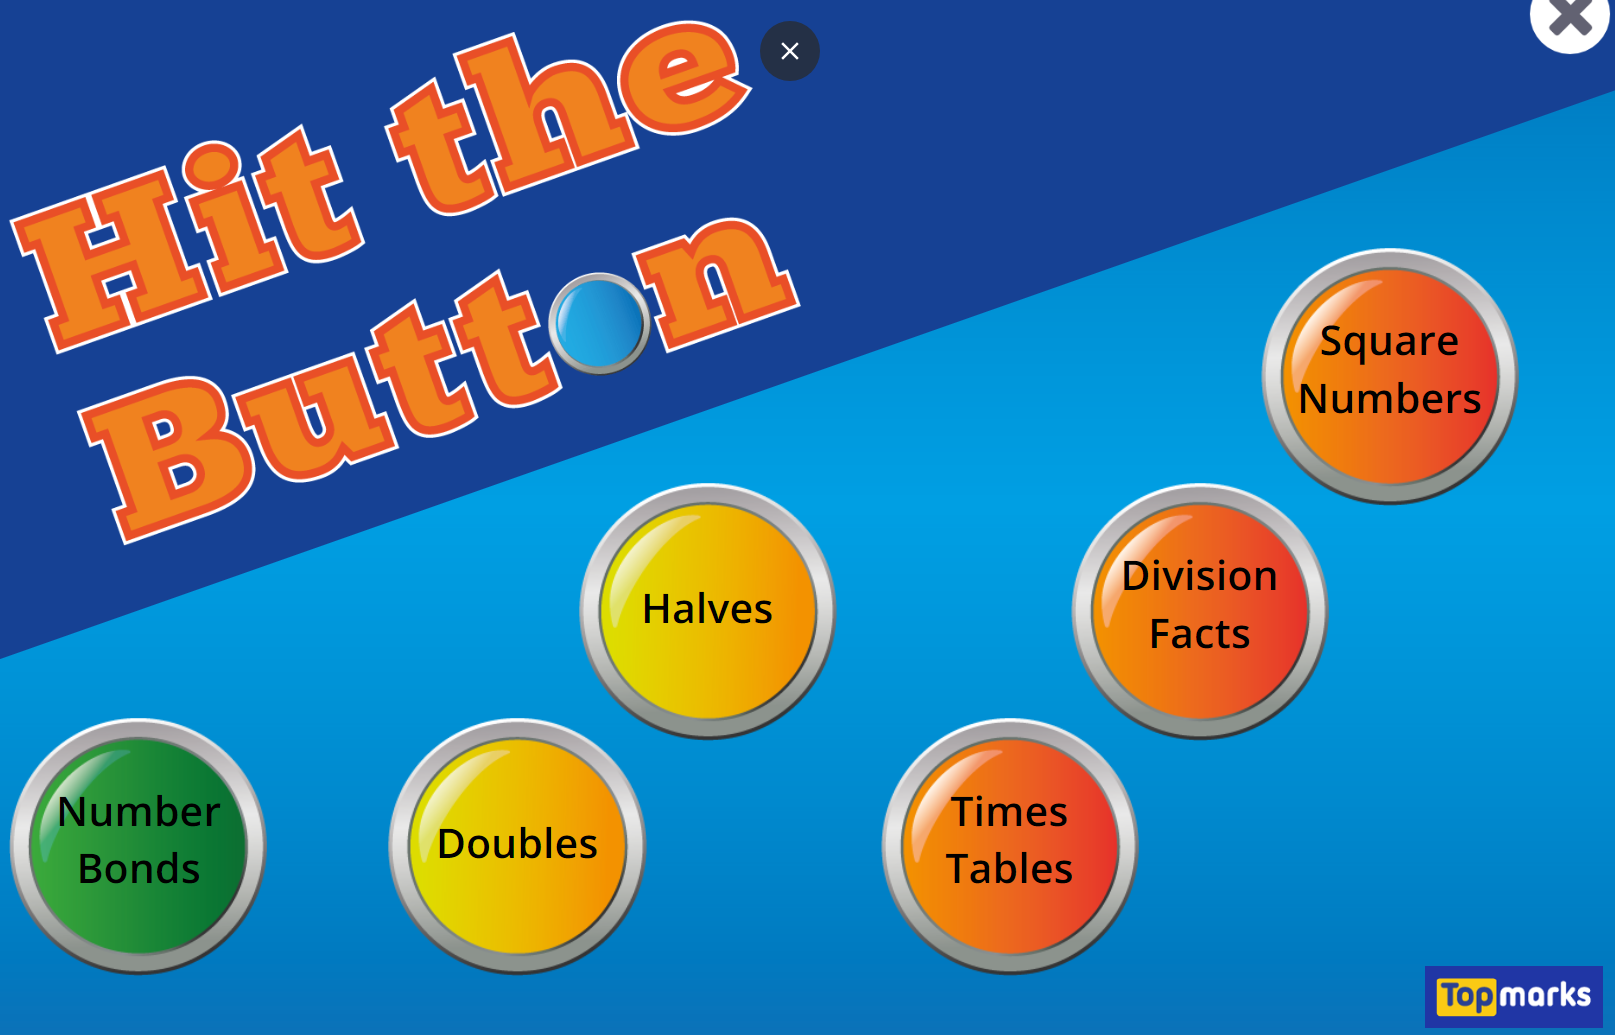 Hit the
Button
Square
Numbers
Halves
Division
Facts
Number
Bonds
Doubles
Times
Tables
Topmarks